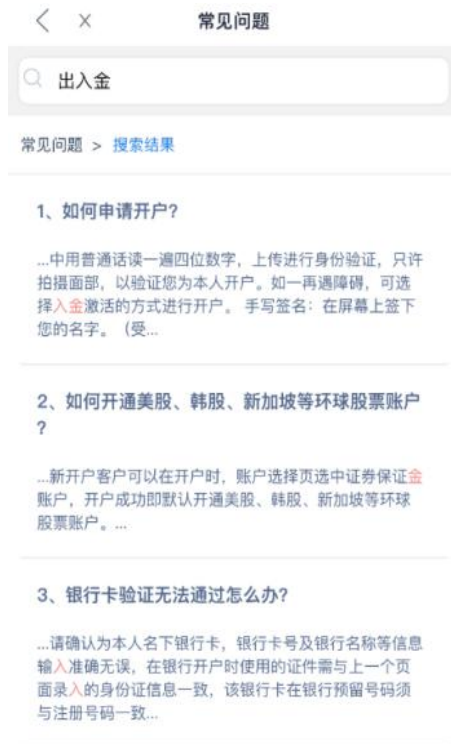 常见问题
出入金
常见问题 > 搜索结果
1、如何申请开户?
...中用普通话读一遍四位数字，上传进行身份验证，只许
拍摄面部，以验证您为本人开户。如一再遇障碍，可选
择入金激活的方式进行开户。 手写签名：在屏幕上签下
您的名字。（受...
2、如何开通美股、韩股、新加坡等环球股票账户
?
...新开户客户可以在开户时，账户选择页选中证券保证金
账户，开户成功即默认开通美股、韩股、新加坡等环球
股票账户。...
3、银行卡验证无法通过怎么办?
...请确认为本人名下银行卡，银行卡号及银行名称等信息
输入准确无误，在银行开户时使用的证件需与上一个页
面录入的身份证信息一致，该银行卡在银行预留号码须
与注册号码一致...